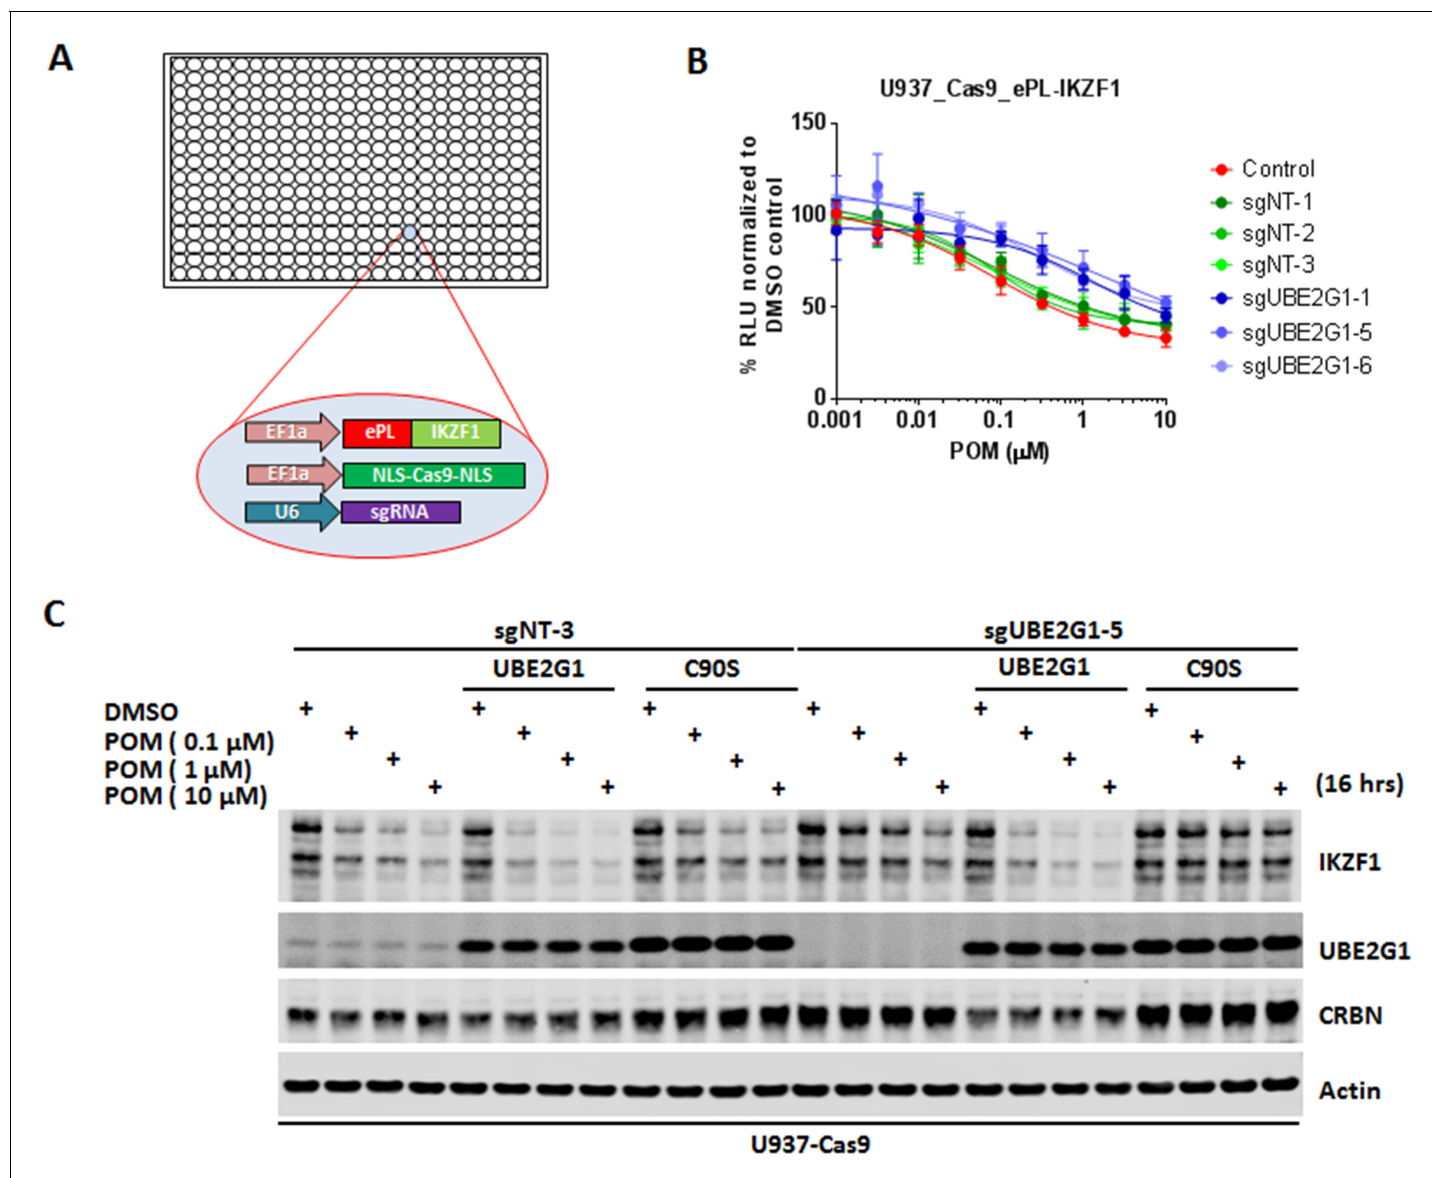 A
EF1a ePL IKZF1
EF1a NLS-Cas9-NLS
U6 sgRNA
B
U937_Cas9_ePL-IKZF1
% RLU normalized to
DMSO control
150
100
50
0
0.001 0.01 0.1 1 10
POM (μM)
Control
sgNT-1
sgNT-2
sgNT-3
sgUBE2G1-1
sgUBE2G1-5
sgUBE2G1-6
C
sgNT-3 sgUBE2G1-5
UBE2G1 C90S UBE2G1 C90S
DMSO + + + + + +
POM ( 0.1 μM) + + + + + +
POM ( 1 μM) + + + + + +
POM ( 10 μM) + + + + + + (16 hrs)
IKZF1
UBE2G1
CRBN
Actin
U937-Cas9